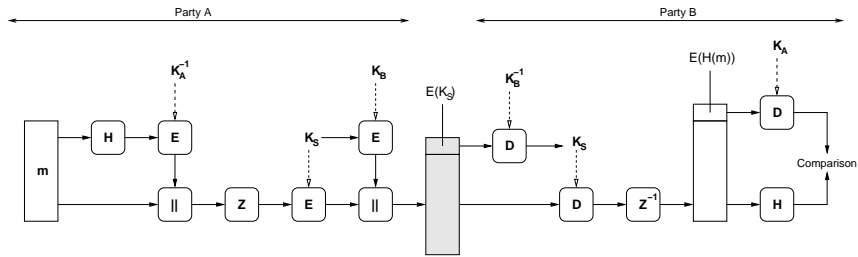 Party A
Party B
K_A^{-1}
K_B
E(K_S)
K_B^{-1}
E(H(m))
K_A
H
E
K_S
E
D
K_S
D
Comparison
m
||
Z
E
||
D
Z^{-1}
H